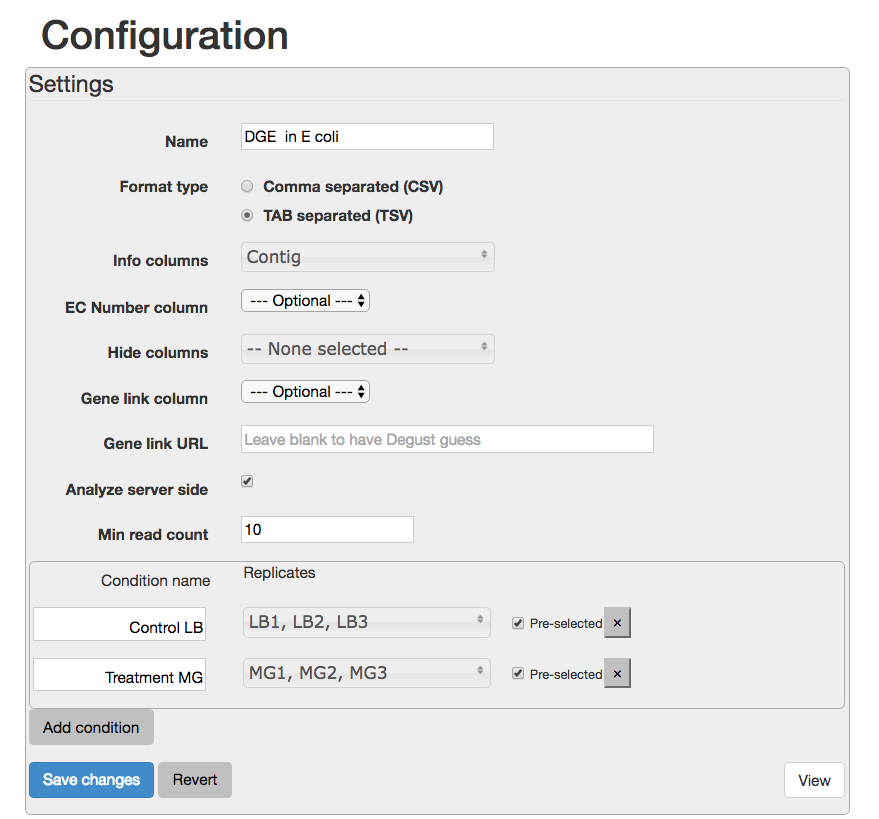 Configuration
Settings
Name DGE  in E coli
Format type Comma separated (CSV)
TAB separated (TSV)
Info columns Contig
EC Number column --- Optional ---
Hide columns -- None selected --
Gene link column --- Optional ---
Gene link URL Leave blank to have Degust guess
Analyze server side
Min read count 10
Condition name Replicates
Control LB LB1, LB2, LB3 Pre-selected ×
Treatment MG MG1, MG2, MG3 Pre-selected ×
Add condition
Save changes Revert View